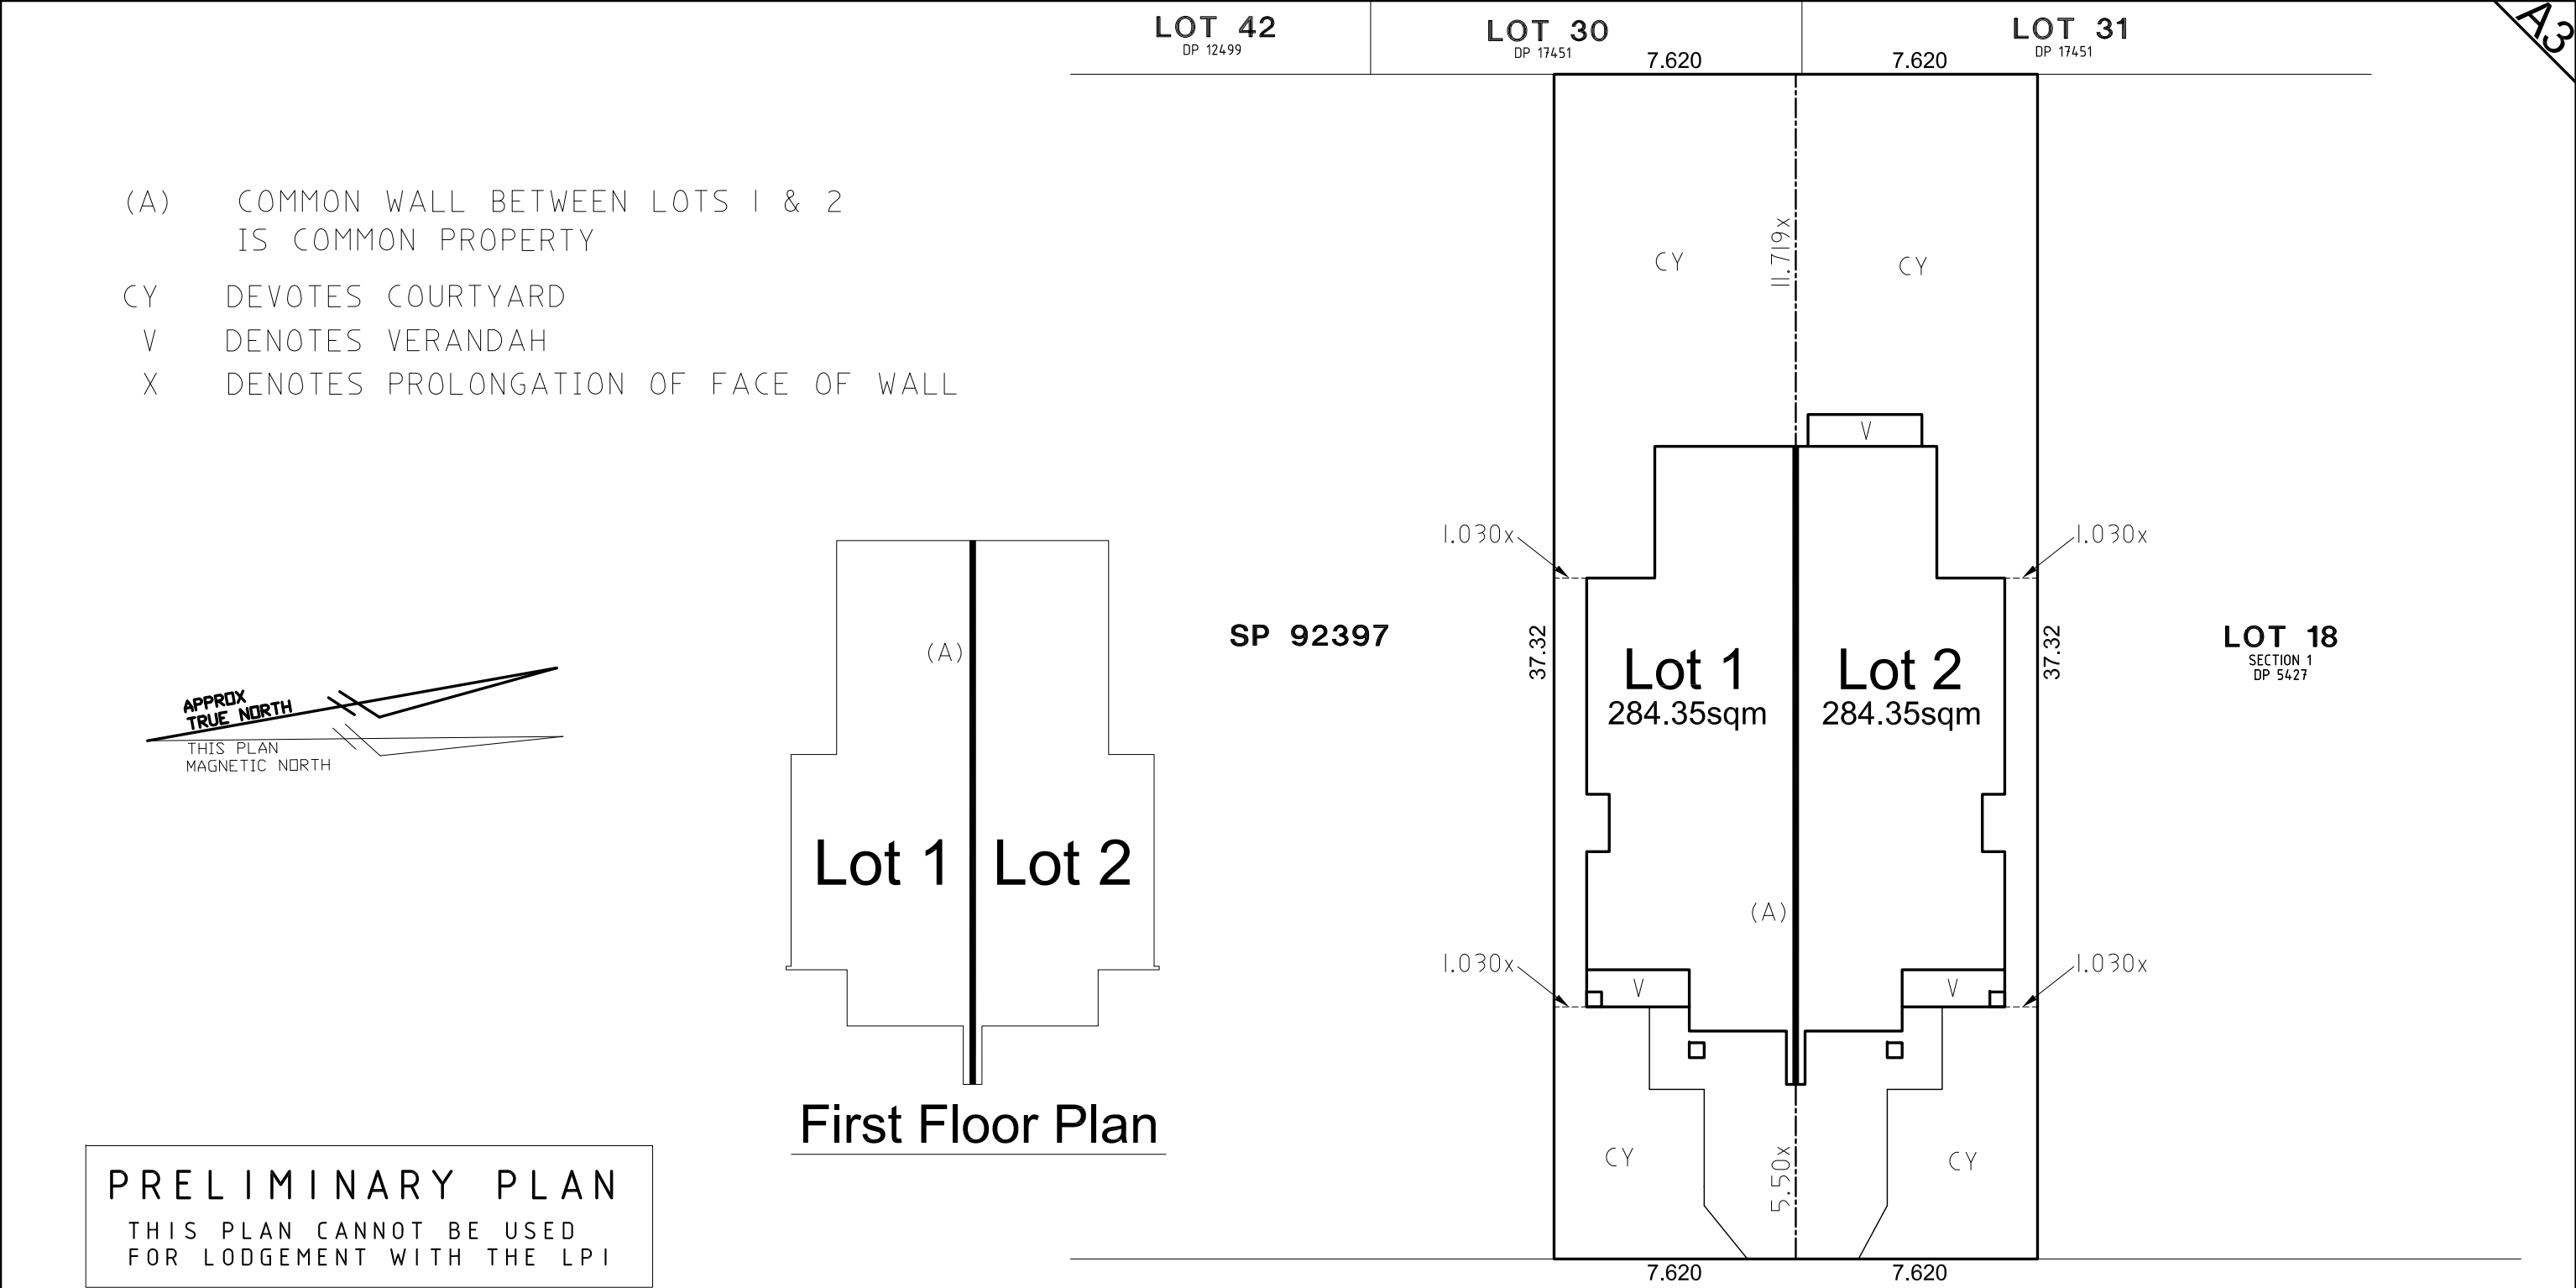 LOT 42
DP 12499
LOT 30
DP 17451
LOT 31
DP 17451
A3
7.620
7.620
(A) COMMON WALL BETWEEN LOTS 1 & 2
IS COMMON PROPERTY
CY DEVOTES COURTYARD
V DENOTES VERANDAH
X DENOTES PROLONGATION OF FACE OF WALL
11.719x
CY
CY
V
1.030x
1.030x
APPROX
TRUE NORTH
THIS PLAN
MAGNETIC NORTH
(A)
Lot 1
Lot 2
First Floor Plan
SP 92397
37.32
Lot 1
284.35sqm
Lot 2
284.35sqm
37.32
LOT 18
SECTION 1
DP 5427
(A)
1.030x
1.030x
V
V
CY
CY
5.50x
7.620
7.620
PRELIMINARY PLAN
THIS PLAN CANNOT BE USED
FOR LODGEMENT WITH THE LPI